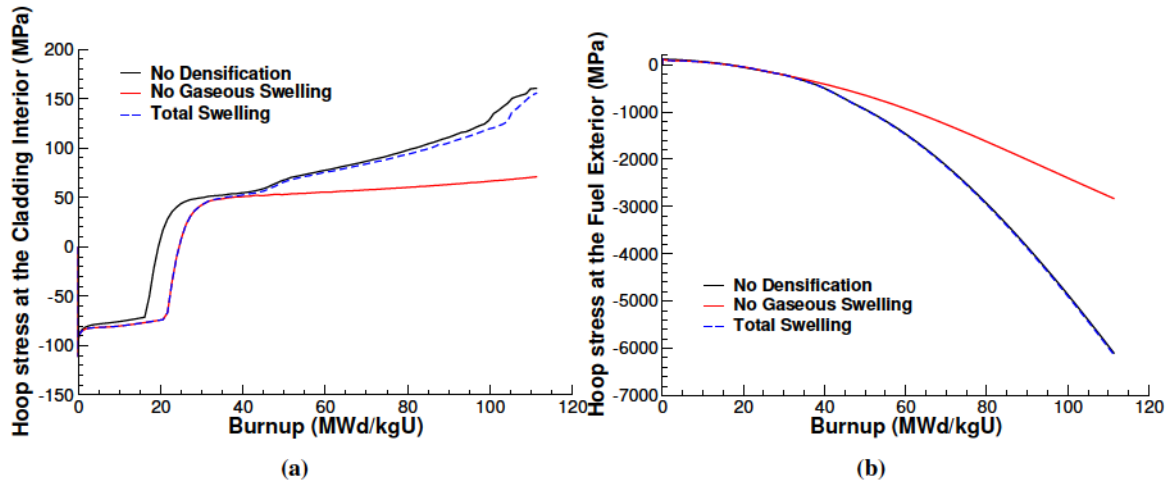 Hoop stress at the Cladding Interior (MPa)
200
150
100
50
0
-50
-100
-150
No Densification
No Gaseous Swelling
Total Swelling
0
20
40
60
80
100
120
Burnup (MWd/kgU)
(a)
Hoop stress at the Fuel Exterior (MPa)
0
-1000
-2000
-3000
-4000
-5000
-6000
-7000
No Densification
No Gaseous Swelling
Total Swelling
0
20
40
60
80
100
120
Burnup (MWd/kgU)
(b)